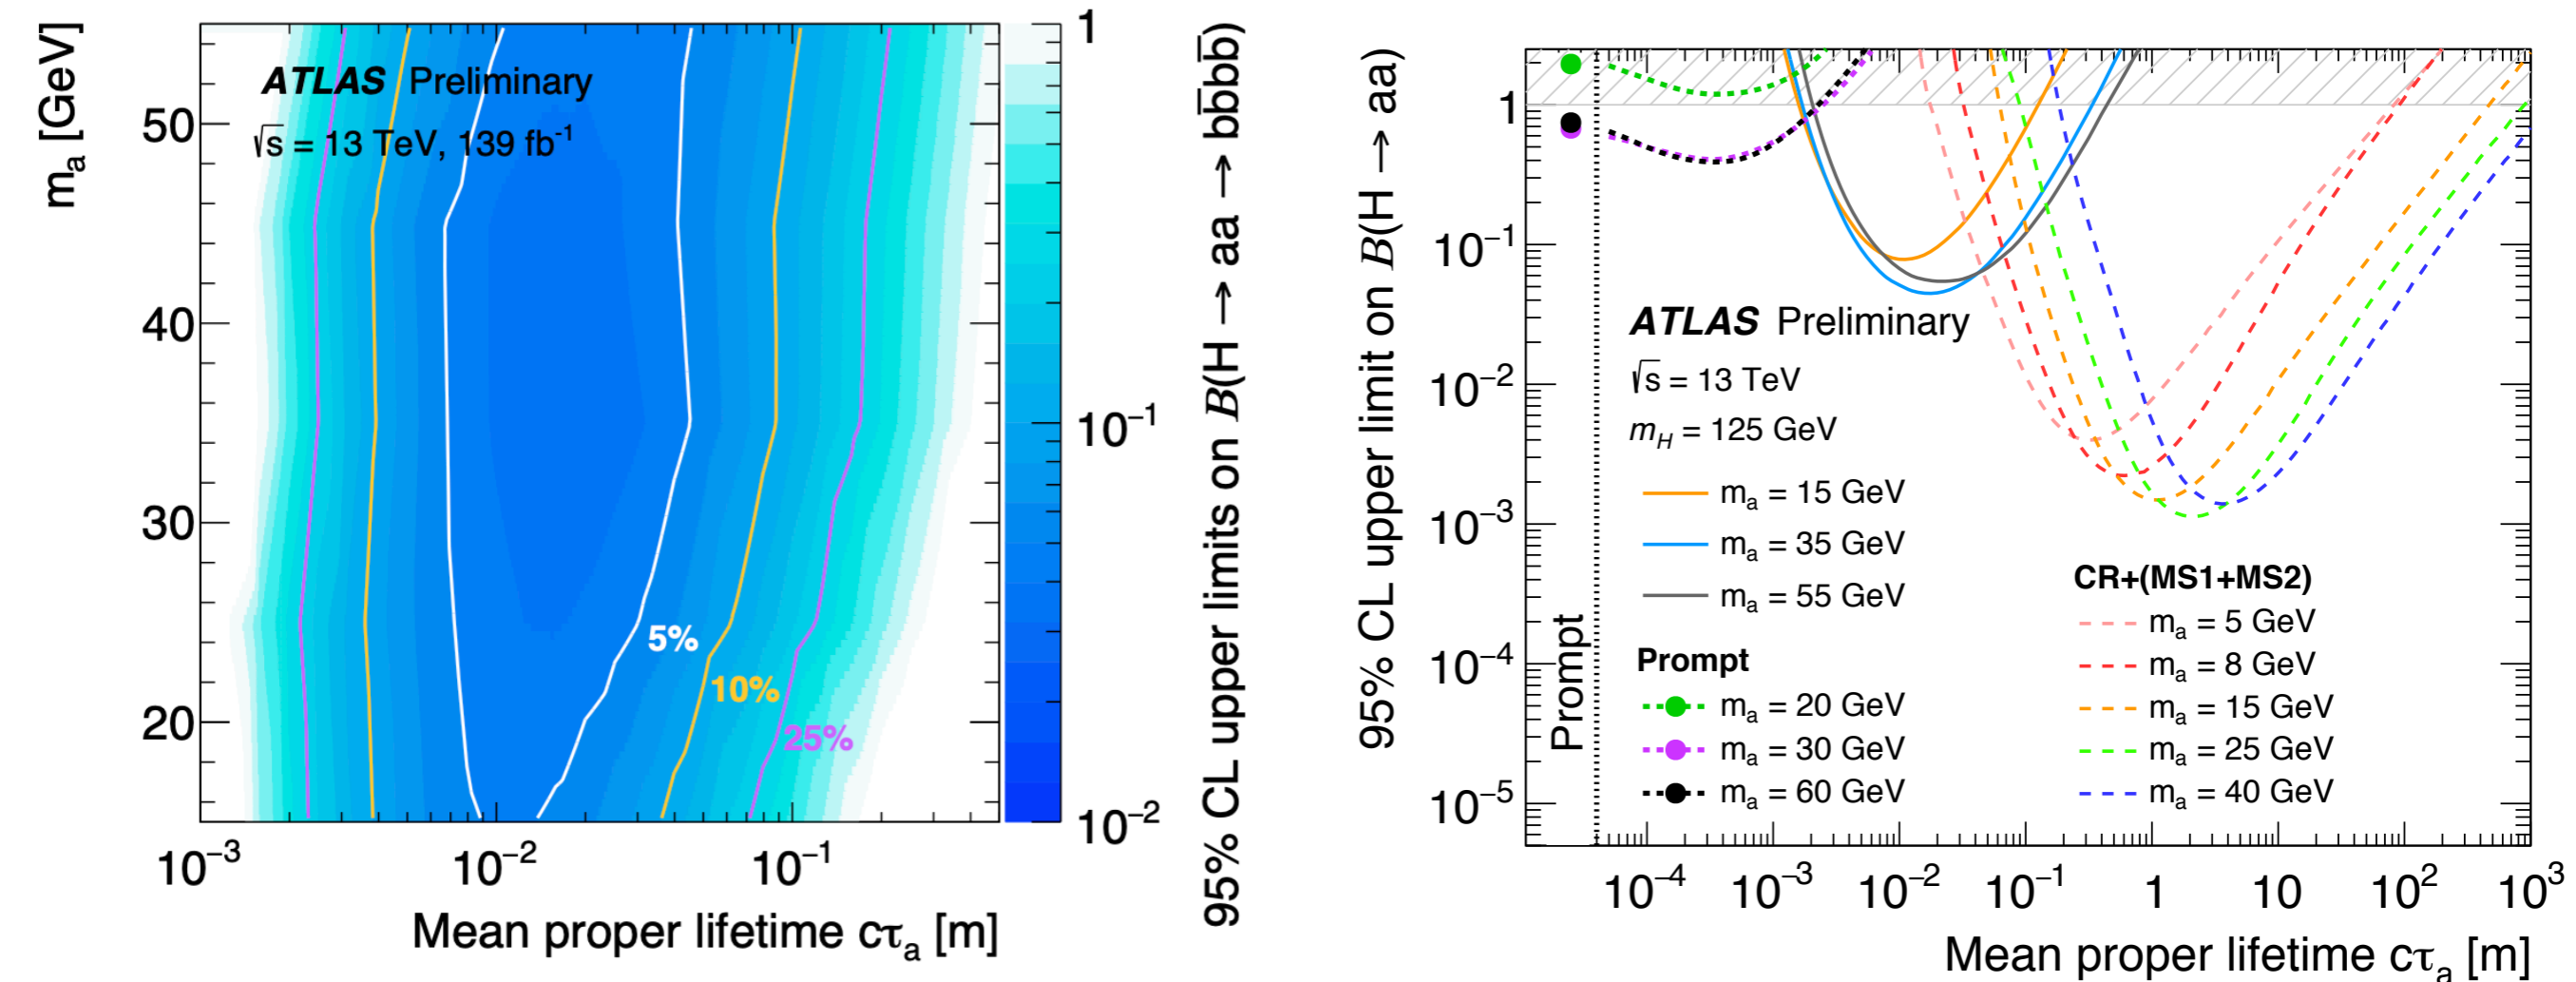 m_a [GeV]
ATLAS Preliminary
√s = 13 TeV, 139 fb⁻¹
50
40
30
20
5%
10%
25%
10⁻³ 10⁻² 10⁻¹
Mean proper lifetime cτ_a [m]
1
10⁻¹
10⁻²
95% CL upper limits on B(H → aa → bb̄bb̄)
95% CL upper limit on B(H → aa)
1
10⁻¹
10⁻²
10⁻³
10⁻⁴
10⁻⁵
ATLAS Preliminary
√s = 13 TeV
m_H = 125 GeV
m_a = 15 GeV
m_a = 35 GeV
m_a = 55 GeV
Prompt
Prompt
m_a = 20 GeV
m_a = 30 GeV
m_a = 60 GeV
CR+(MS1+MS2)
m_a = 5 GeV
m_a = 8 GeV
m_a = 15 GeV
m_a = 25 GeV
m_a = 40 GeV
10⁻⁴ 10⁻³ 10⁻² 10⁻¹ 1 10 10² 10³
Mean proper lifetime cτ_a [m]